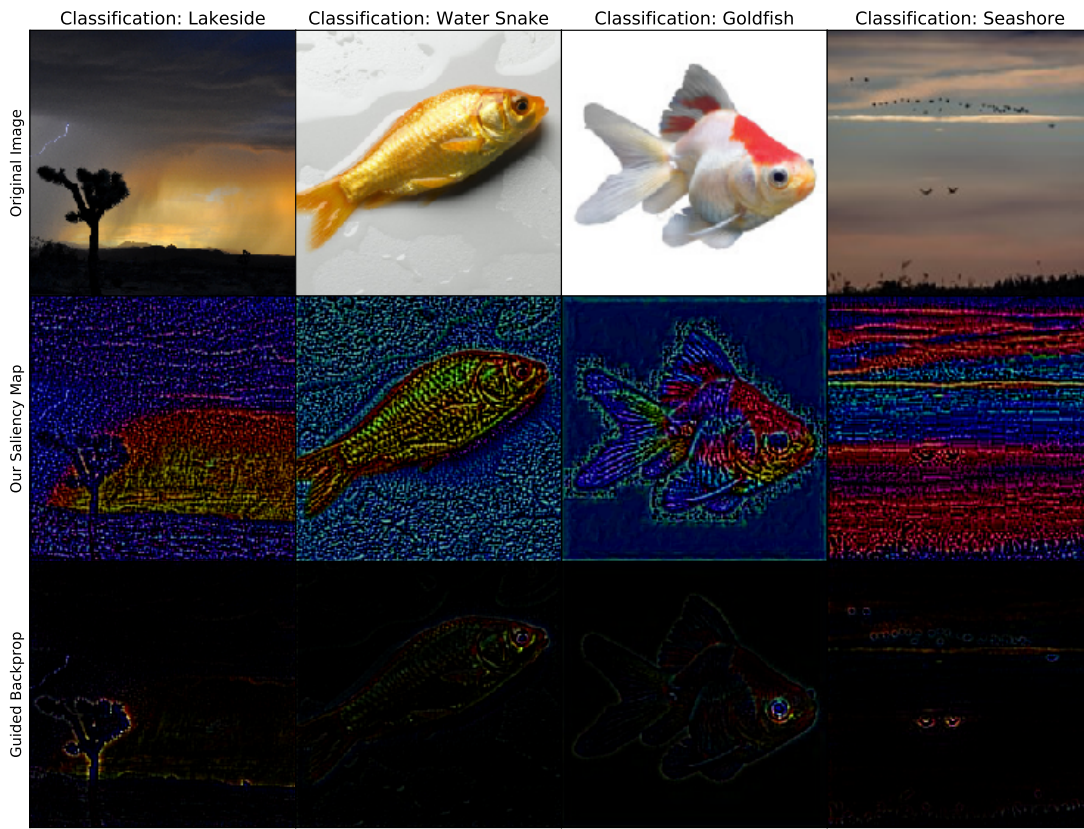 Classification: Lakeside
Classification: Water Snake
Classification: Goldfish
Classification: Seashore
Original Image
Our Saliency Map
Guided Backprop